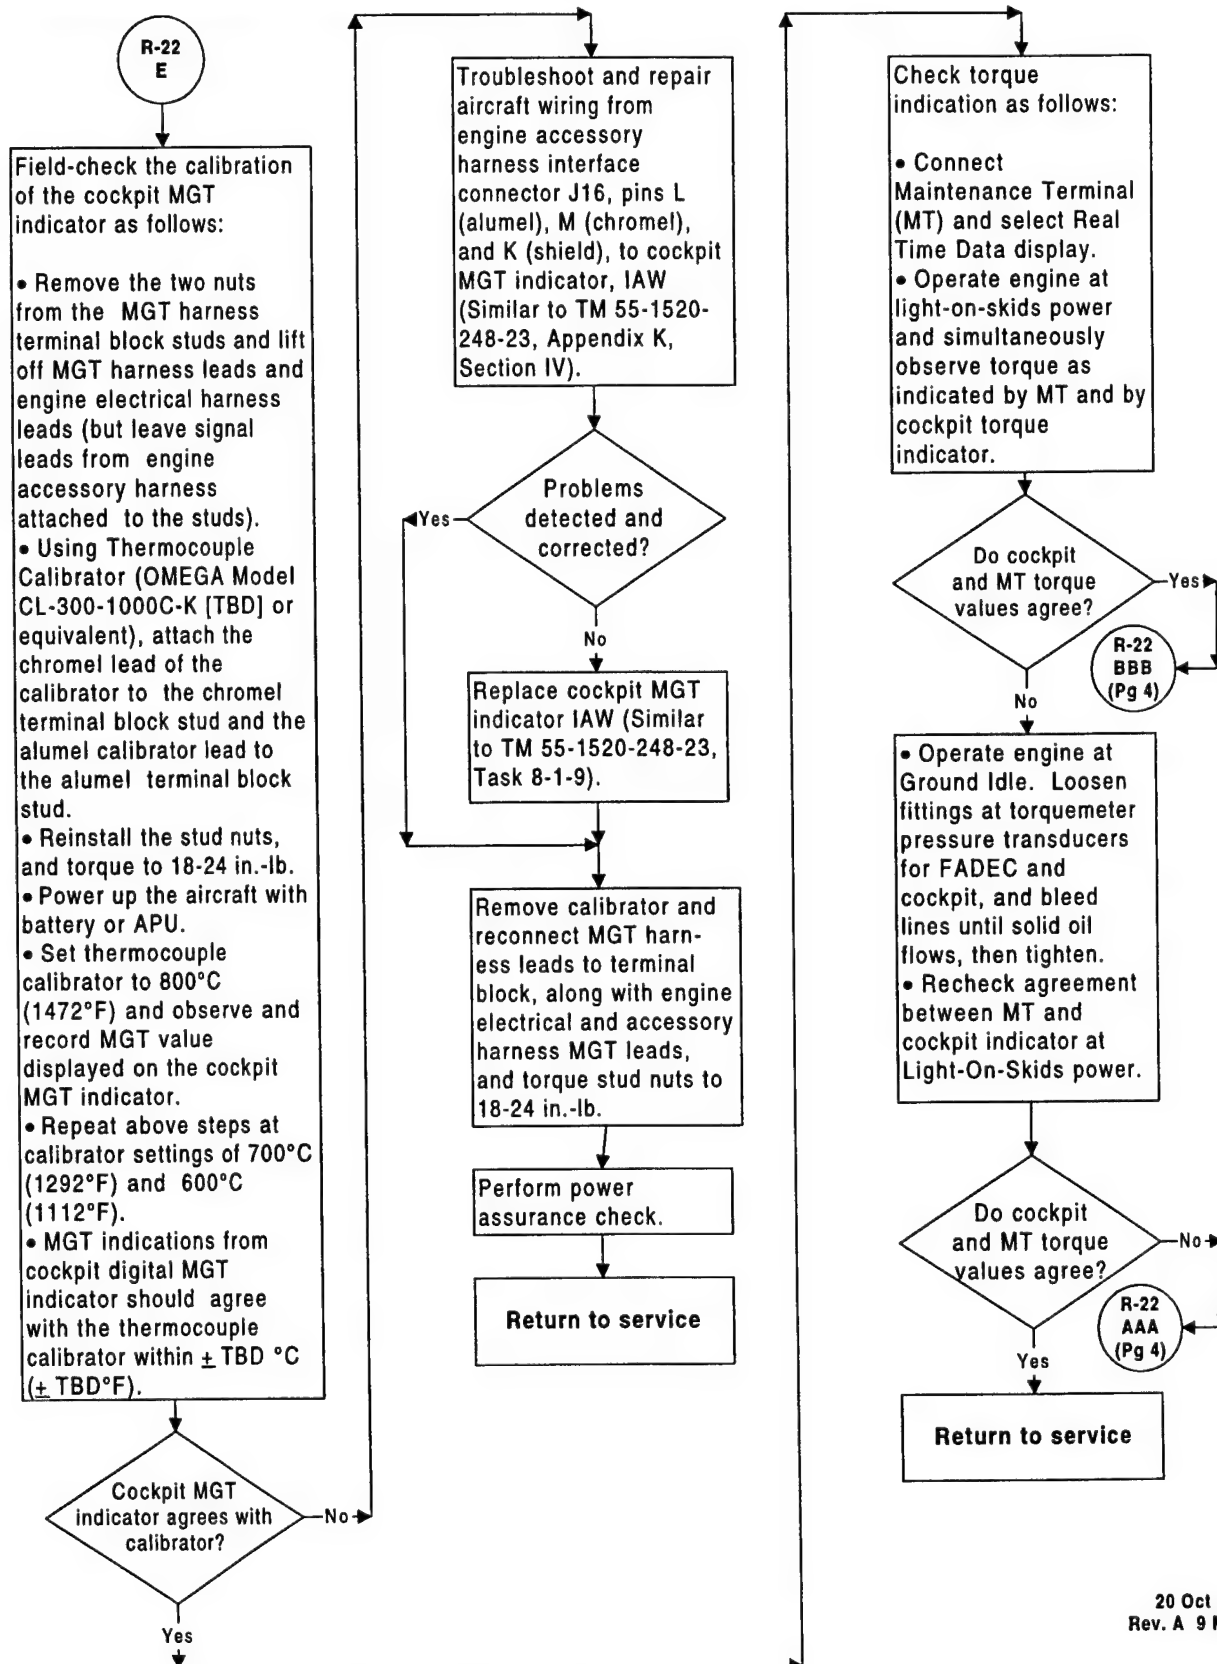 R-22
E
Field-check the calibration
of the cockpit MGT
indicator as follows:
• Remove the two nuts
from the MGT harness
terminal block studs and lift
off MGT harness leads and
engine electrical harness
leads (but leave signal
leads from engine
accessory harness
attached to the studs).
• Using Thermocouple
Calibrator (OMEGA Model
CL-300-1000C-K [TBD] or
equivalent), attach the
chromel lead of the
calibrator to the chromel
terminal block stud and the
alumel calibrator lead to
the alumel terminal block
stud.
• Reinstall the stud nuts,
and torque to 18-24 in.-lb.
• Power up the aircraft with
battery or APU.
• Set thermocouple
calibrator to 800°C
(1472°F) and observe and
record MGT value
displayed on the cockpit
MGT indicator.
• Repeat above steps at
calibrator settings of 700°C
(1292°F) and 600°C
(1112°F).
• MGT indications from
cockpit digital MGT
indicator should agree
with the thermocouple
calibrator within ± TBD °C
(± TBD°F).
Cockpit MGT
indicator agrees with
calibrator?
No
Yes
Troubleshoot and repair
aircraft wiring from
engine accessory
harness interface
connector J16, pins L
(alumel), M (chromel),
and K (shield), to cockpit
MGT indicator, IAW
(Similar to TM 55-1520-
248-23, Appendix K,
Section IV).
Problems
detected and
corrected?
Yes
No
Replace cockpit MGT
indicator IAW (Similar
to TM 55-1520-248-23,
Task 8-1-9).
Remove calibrator and
reconnect MGT har-
ness leads to terminal
block, along with engine
electrical and accessory
harness MGT leads,
and torque stud nuts to
18-24 in.-lb.
Perform power
assurance check.
Return to service
Check torque
indication as follows:
• Connect
Maintenance Terminal
(MT) and select Real
Time Data display.
• Operate engine at
light-on-skids power
and simultaneously
observe torque as
indicated by MT and by
cockpit torque
indicator.
Do cockpit
and MT torque
values agree?
Yes
R-22
BBB
(Pg 4)
No
• Operate engine at
Ground Idle. Loosen
fittings at torquemeter
pressure transducers
for FADEC and
cockpit, and bleed
lines until solid oil
flows, then tighten.
• Recheck agreement
between MT and
cockpit indicator at
Light-On-Skids power.
Do cockpit
and MT torque
values agree?
No
R-22
AAA
(Pg 4)
Yes
Return to service
20 Oct
Rev. A 9